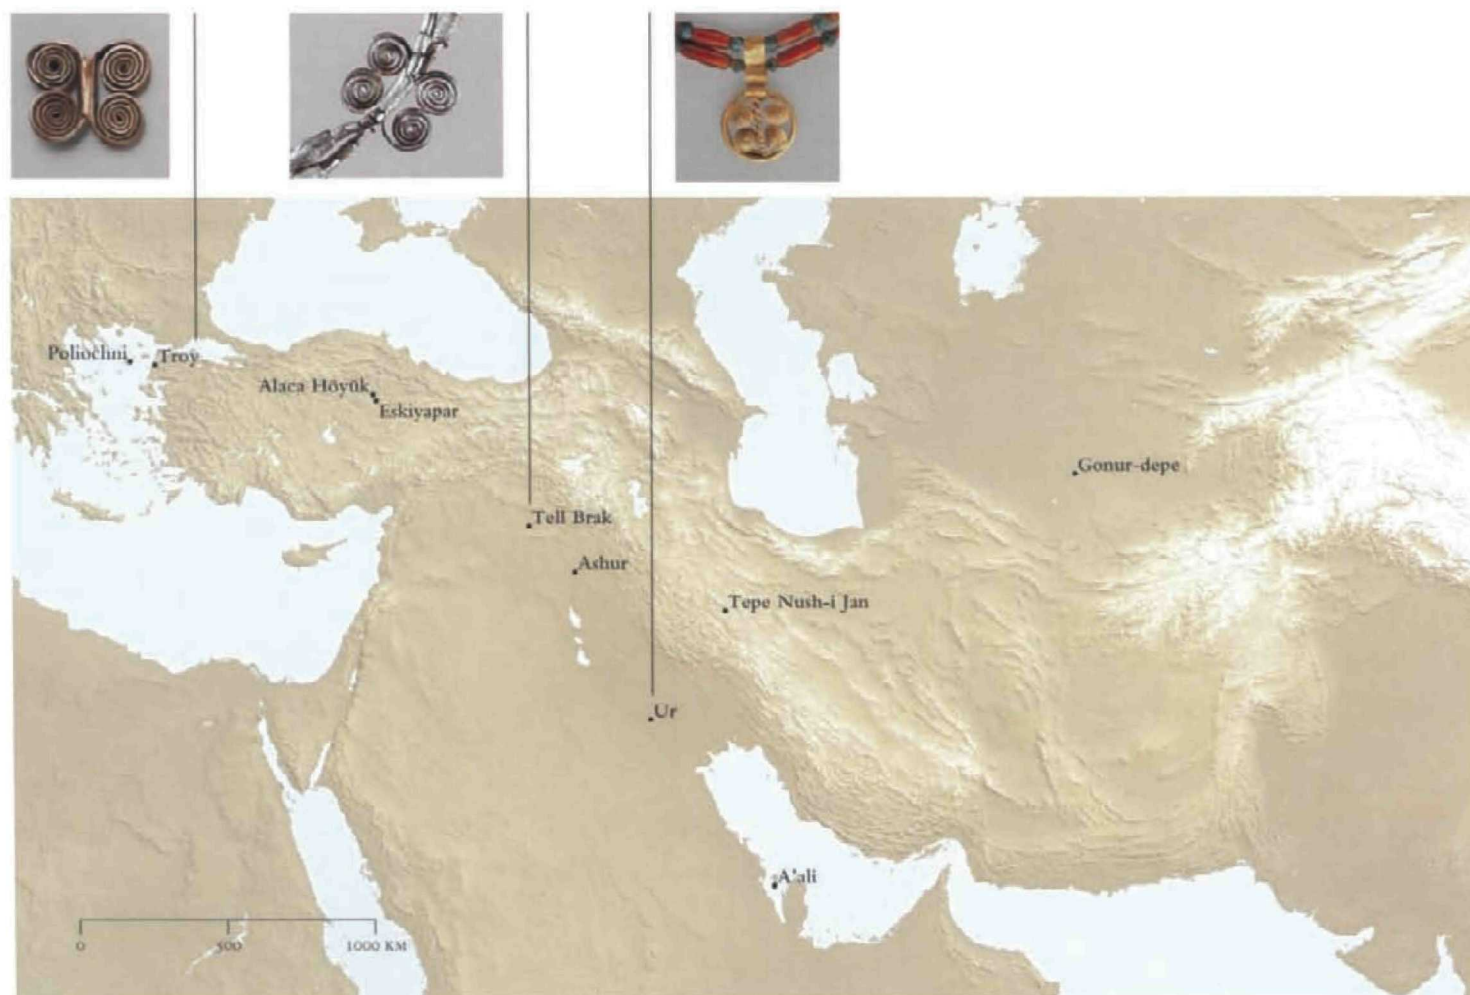 Poliochni
Troy
Alaca Höyük
Eskiyapar
Gonur-depe
Tell Brak
Ashur
Tepe Nush-i Jan
Ur
A'ali
0
500
1000 KM